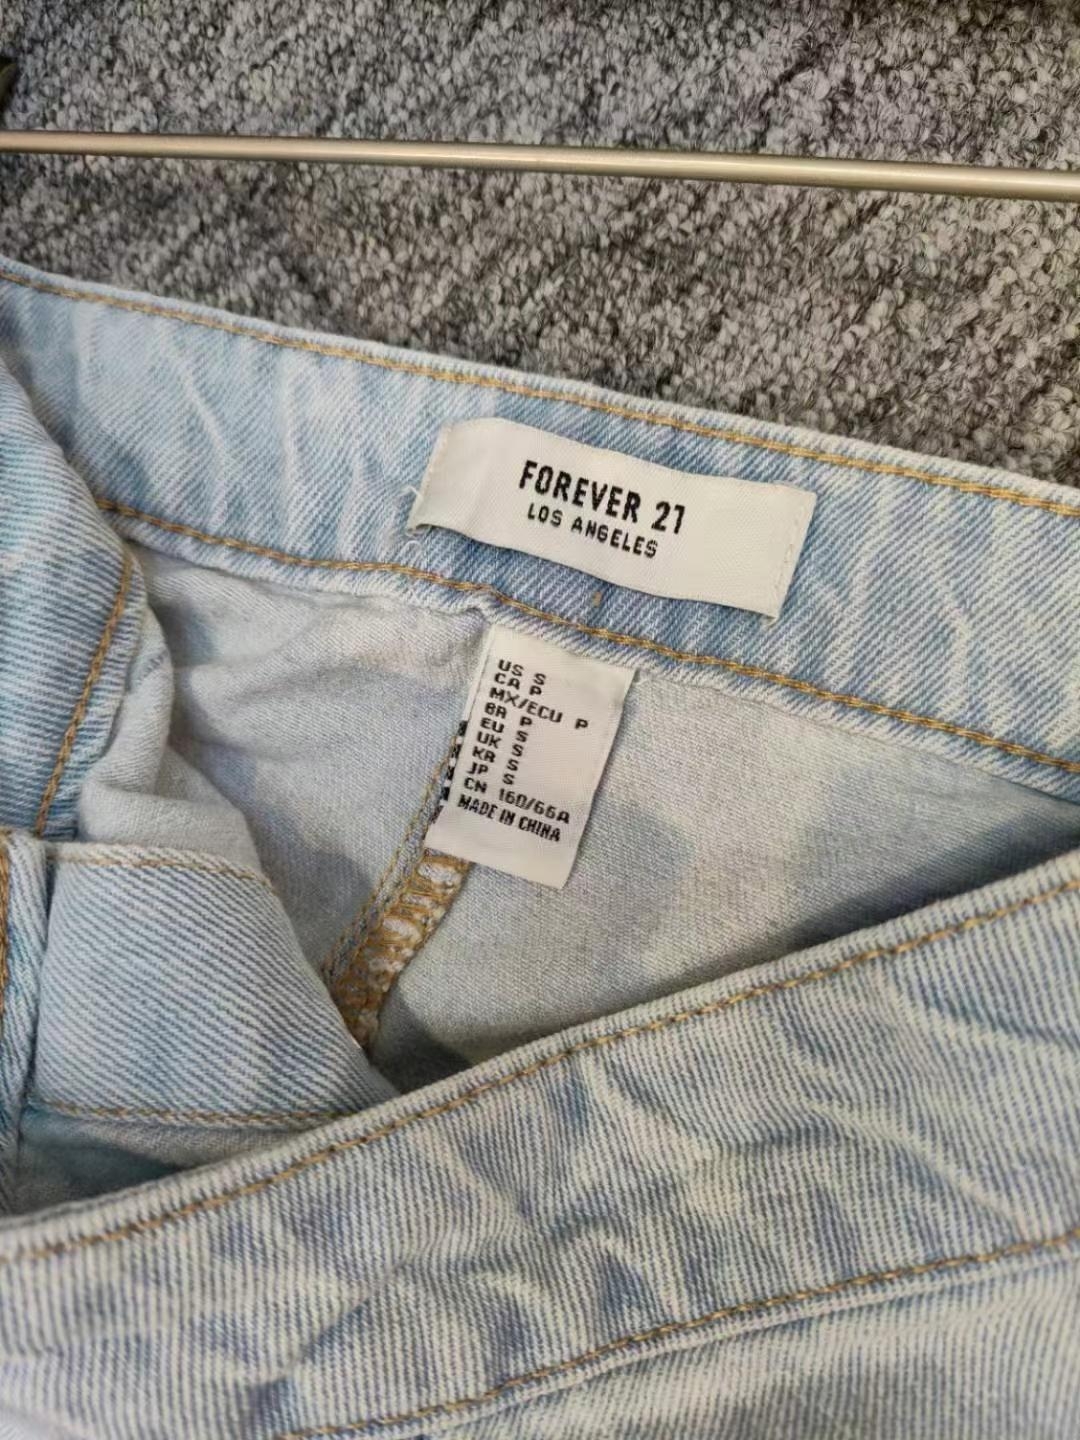 FOREVER 21
LOS ANGELES
US S
CA P
MX/ECU P
BR P
EU S
UK S
KR S
JP S
CN 160/66A
MADE IN CHINA